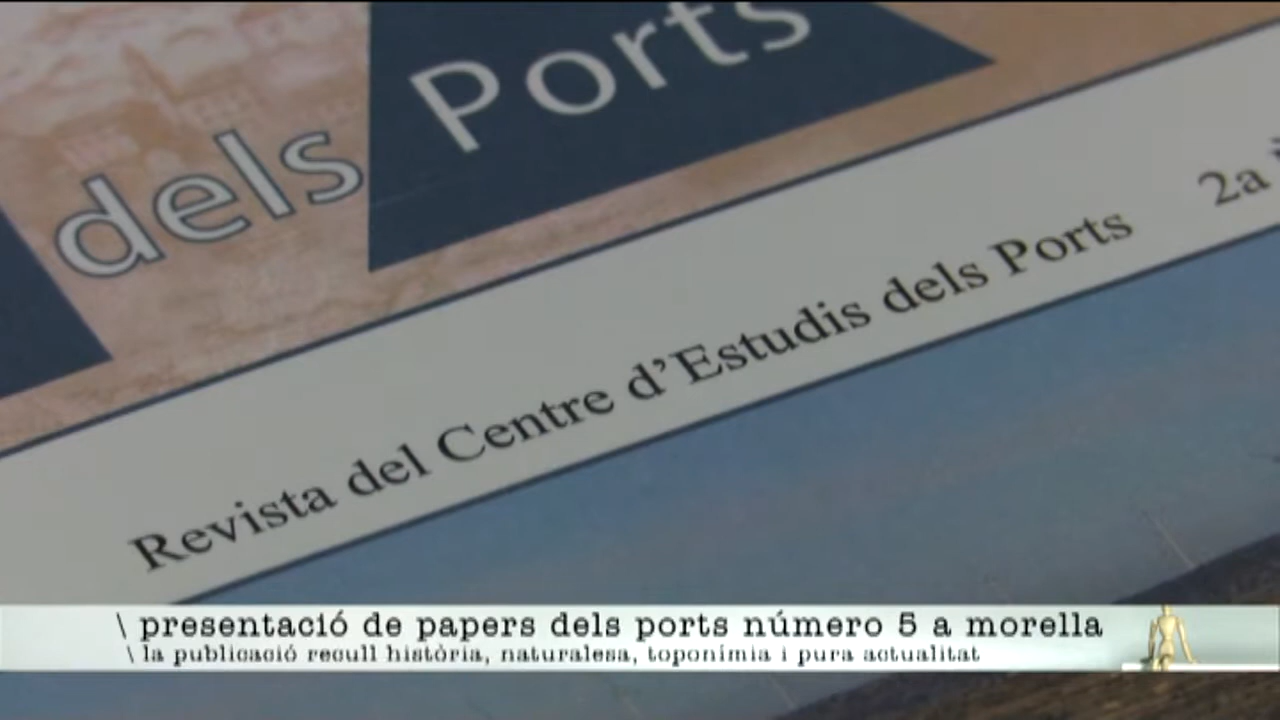 dels Ports
Revista del Centre d'Estudis dels Ports 2a
\ presentació de papers dels ports número 5 a morella
\ la publicació recull història, naturalesa, toponímia i pura actualitat